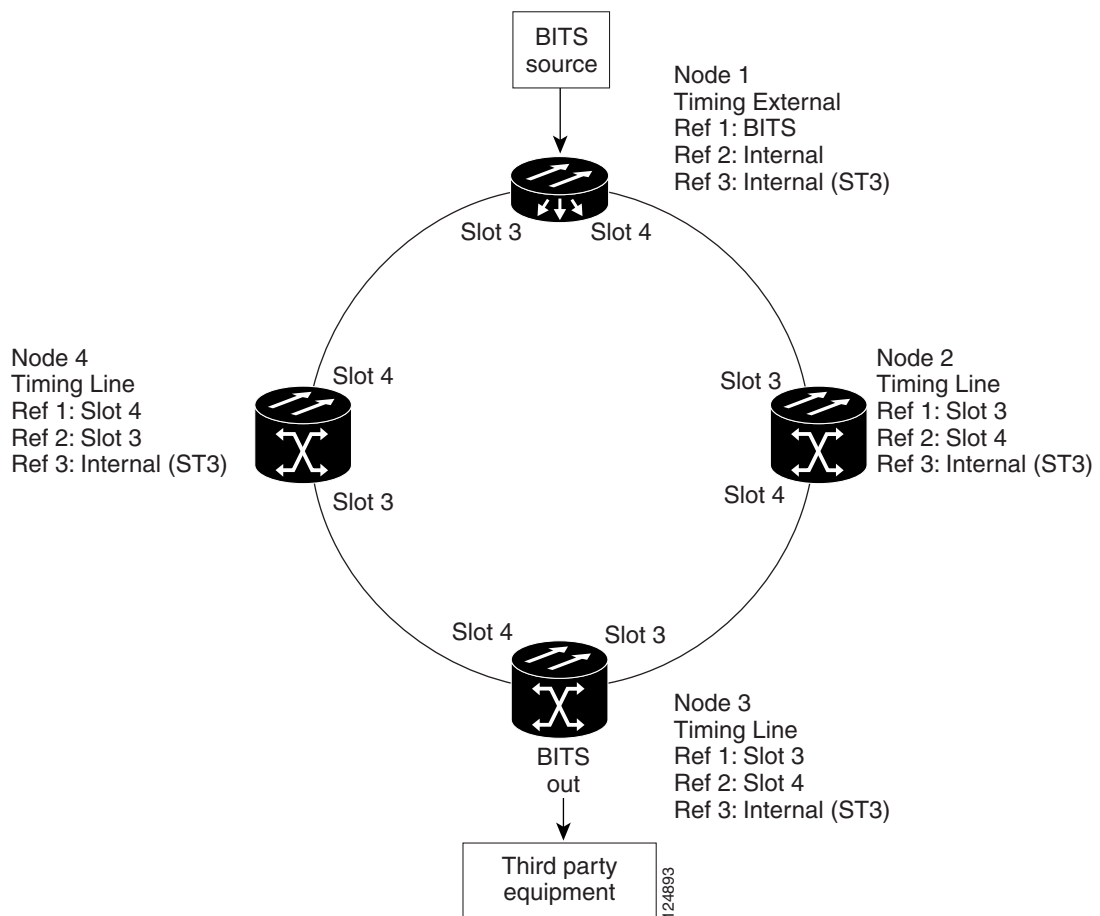 BITS
source
Node 1
Timing External
Ref 1: BITS
Ref 2: Internal
Ref 3: Internal (ST3)
Slot 3
Slot 4
Node 4
Timing Line
Ref 1: Slot 4
Ref 2: Slot 3
Ref 3: Internal (ST3)
Slot 4
Slot 3
Slot 3
Slot 4
Node 2
Timing Line
Ref 1: Slot 3
Ref 2: Slot 4
Ref 3: Internal (ST3)
Slot 4
Slot 3
BITS
out
Node 3
Timing Line
Ref 1: Slot 3
Ref 2: Slot 4
Ref 3: Internal (ST3)
Third party
equipment
124893